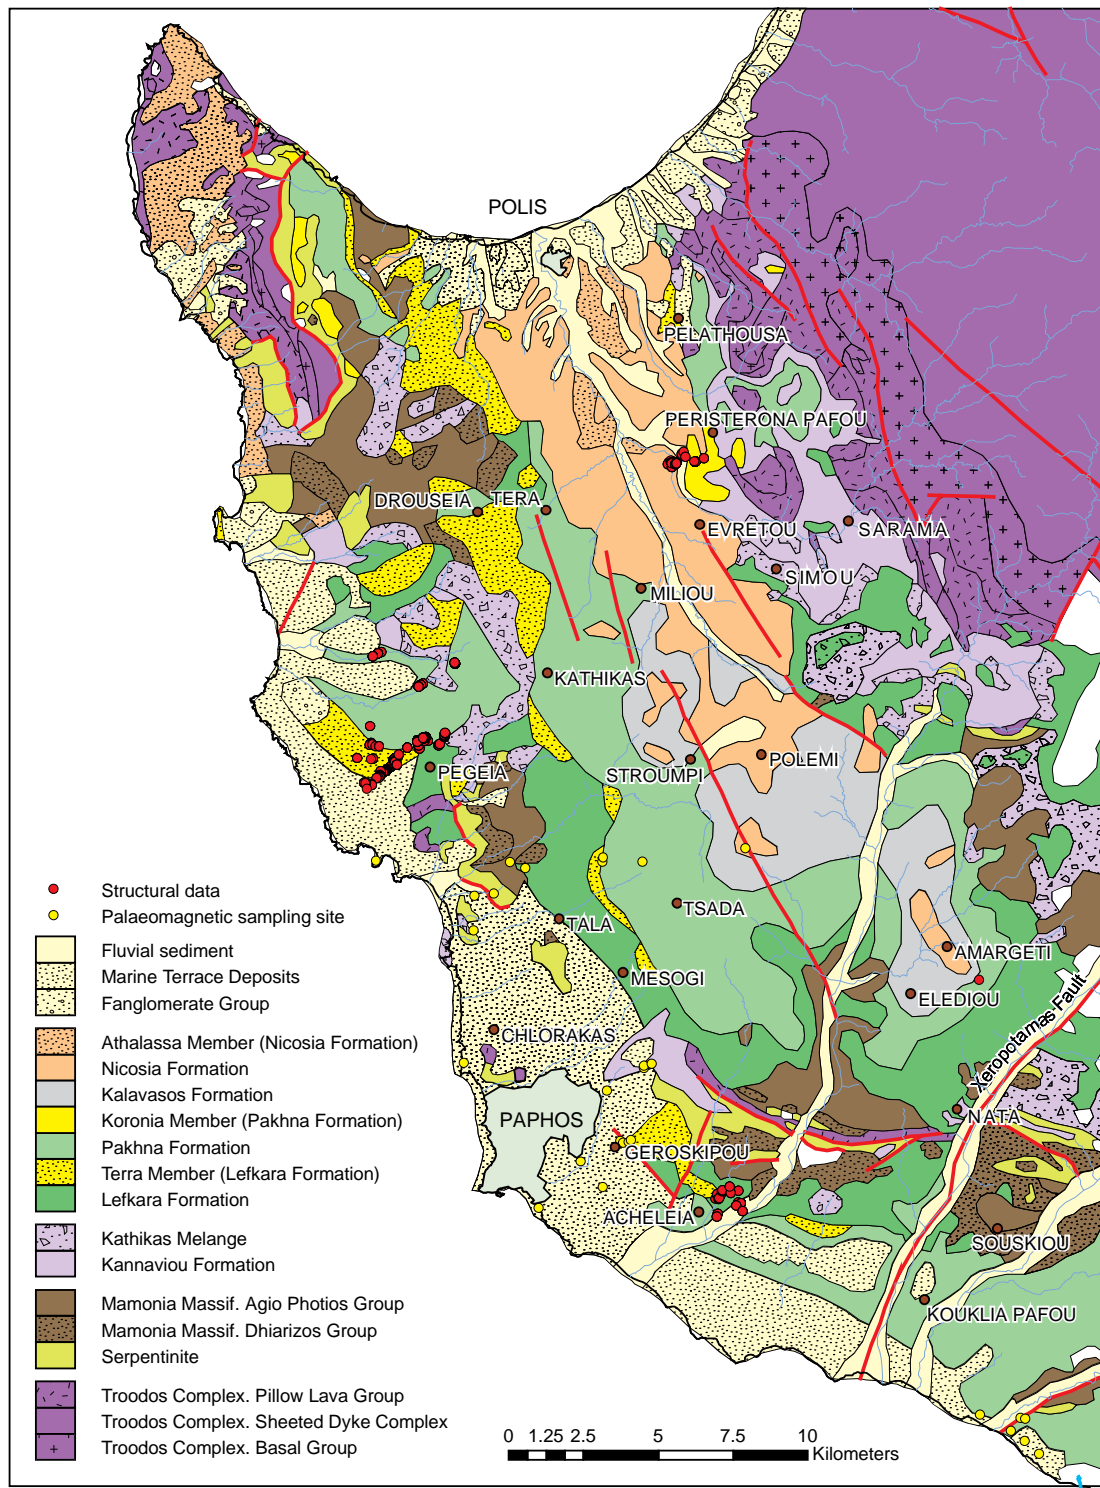 POLIS
PELATHOUSA
PERISTERONA PAFOU
DROUSEIA
TERA
EVRETOU
SARAMA
SIMOU
MILIOU
KATHIKAS
STROUMPI
POLEMI
PEGEIA
TSADA
TALA
AMARGETI
MESOGI
ELEDIOU
Xeropotamas Fault
CHLORAKAS
NATA
PAPHOS
GEROSKIPOU
ACHELEIA
SOUSKIOU
KOUKLIA PAFOU
Structural data
Palaeomagnetic sampling site
Fluvial sediment
Marine Terrace Deposits
Fanglomerate Group
Athalassa Member (Nicosia Formation)
Nicosia Formation
Kalavasos Formation
Koronia Member (Pakhna Formation)
Pakhna Formation
Terra Member (Lefkara Formation)
Lefkara Formation
Kathikas Melange
Kannaviou Formation
Mamonia Massif. Agio Photios Group
Mamonia Massif. Dhiarizos Group
Serpentinite
Troodos Complex. Pillow Lava Group
Troodos Complex. Sheeted Dyke Complex
Troodos Complex. Basal Group
0 1.25 2.5 5 7.5 10
Kilometers